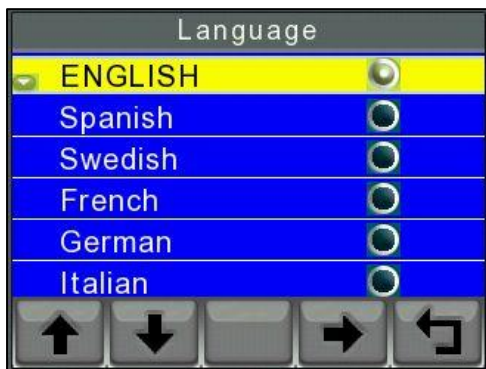 Language
ENGLISH
Spanish
Swedish
French
German
Italian